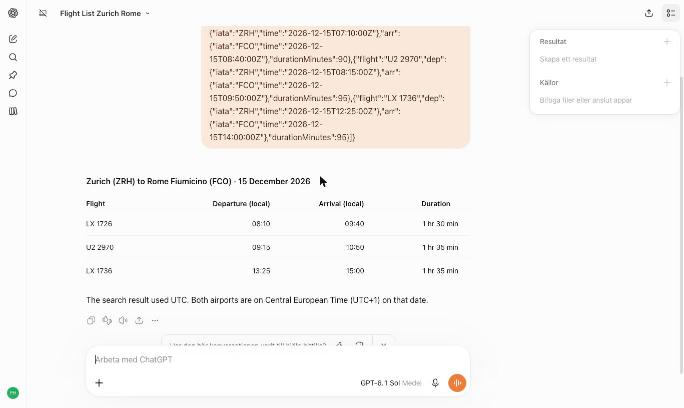 Flight List Zurich Rome
{"iata":"ZRH","time":"2026-12-15T07:10:00Z"},"arr":
{"iata":"FCO","time":"2026-12-
15T08:40:00Z"},"durationMinutes":90},{"flight":"U2 2970","dep":
{"iata":"ZRH","time":"2026-12-15T08:15:00Z"},"arr":
{"iata":"FCO","time":"2026-12-
15T09:50:00Z"},"durationMinutes":95},{"flight":"LX 1736","dep":
{"iata":"ZRH","time":"2026-12-15T12:25:00Z"},"arr":
{"iata":"FCO","time":"2026-12-
15T14:00:00Z"},"durationMinutes":95}]}
Resultat
Skapa ett resultat
Källor
Bifoga filer eller anslut appar
Zurich (ZRH) to Rome Fiumicino (FCO) · 15 December 2026
Flight Departure (local) Arrival (local) Duration
LX 1726 08:10 09:40 1 hr 30 min
U2 2970 09:15 10:50 1 hr 35 min
LX 1736 13:25 15:00 1 hr 35 min
The search result used UTC. Both airports are on Central European Time (UTC+1) on that date.
Arbeta med ChatGPT
GPT-6.1 Sol Medel